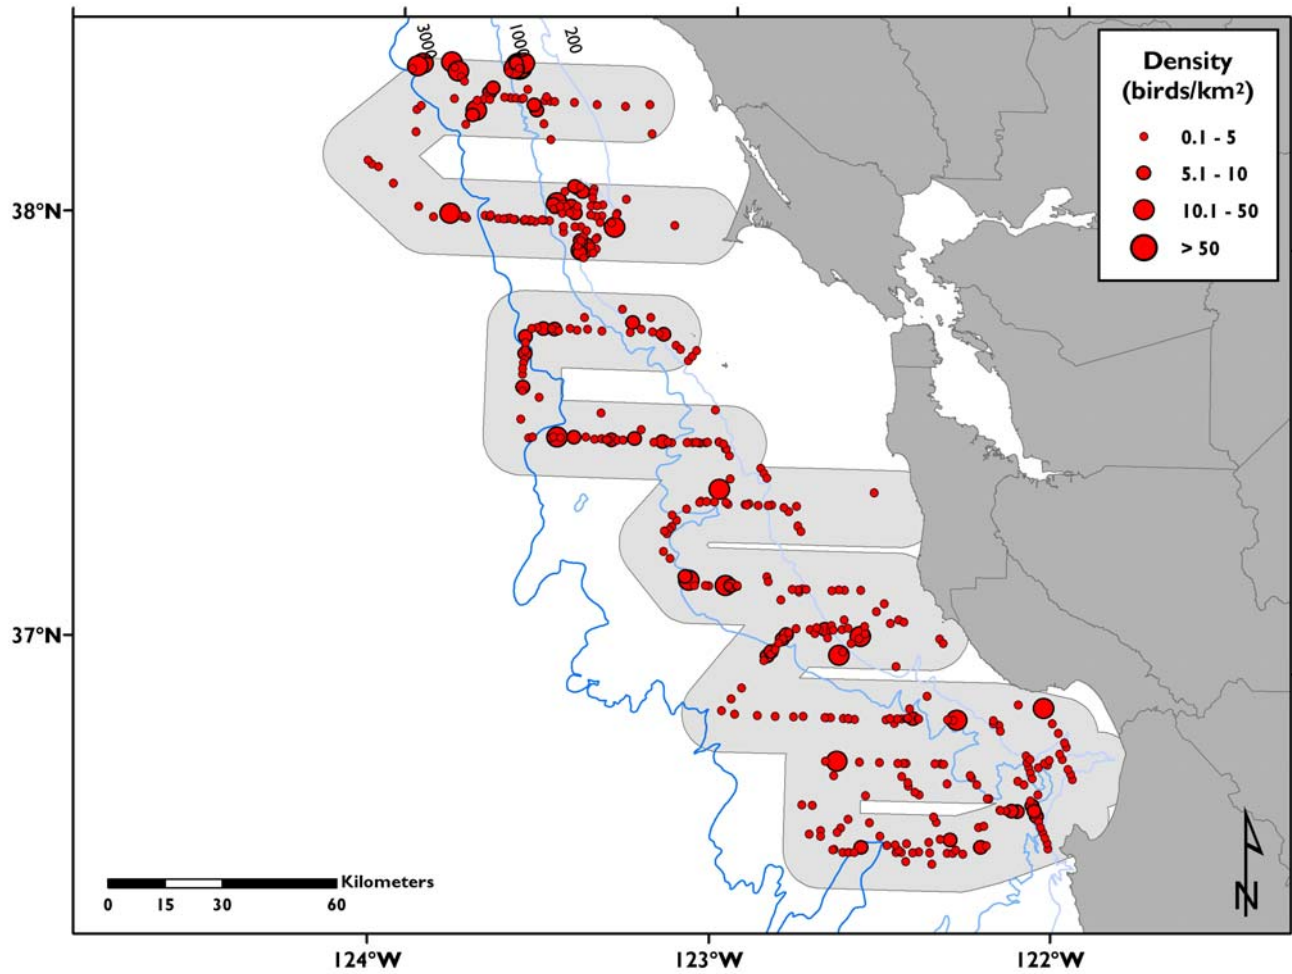 3000
1000
200
Density
(birds/km²)
0.1 - 5
5.1 - 10
10.1 - 50
> 50
38°N
37°N
Kilometers
0 15 30 60
N
124°W 123°W 122°W